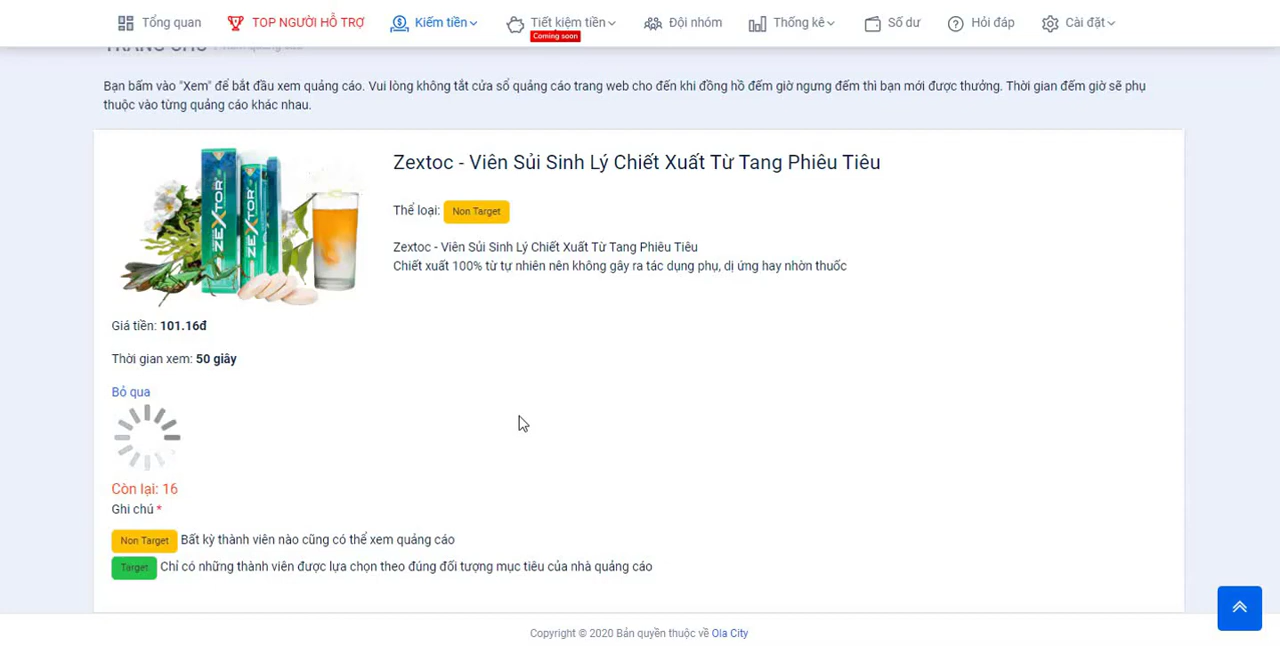 Tổng quan
TOP NGƯỜI HỖ TRỢ
Kiếm tiền
Tiết kiệm tiền
Coming soon
Đội nhóm
Thống kê
Số dư
Hỏi đáp
Cài đặt
Bạn bấm vào "Xem" để bắt đầu xem quảng cáo. Vui lòng không tắt cửa sổ quảng cáo trang web cho đến khi đồng hồ đếm giờ ngưng đếm thì bạn mới được thưởng. Thời gian đếm giờ sẽ phụ
thuộc vào từng quảng cáo khác nhau.
ZEXTOR
ZEXTOR
Zextoc - Viên Sủi Sinh Lý Chiết Xuất Từ Tang Phiêu Tiêu
Thể loại: Non Target
Zextoc - Viên Sủi Sinh Lý Chiết Xuất Từ Tang Phiêu Tiêu
Chiết xuất 100% từ tự nhiên nên không gây ra tác dụng phụ, dị ứng hay nhờn thuốc
Giá tiền: 101.16đ
Thời gian xem: 50 giây
Bỏ qua
Còn lại: 16
Ghi chú *
Non Target Bất kỳ thành viên nào cũng có thể xem quảng cáo
Target Chỉ có những thành viên được lựa chọn theo đúng đối tượng mục tiêu của nhà quảng cáo
Copyright © 2020 Bản quyền thuộc về Ola City